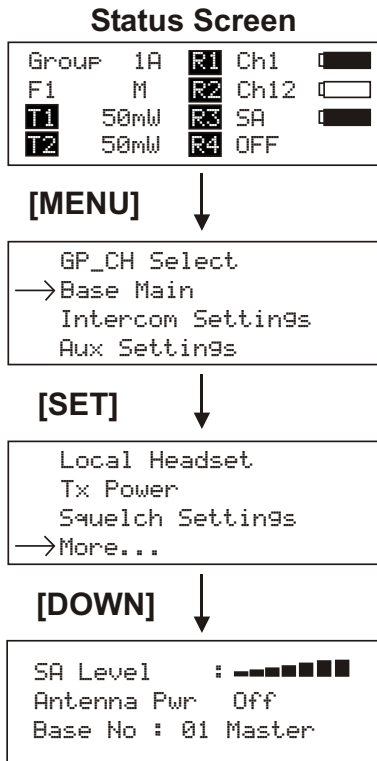 Status Screen
Group 1A R1 Ch1
F1 M R2 Ch12
T1 50mW R3 SA
T2 50mW R4 OFF
[MENU]
GP_CH Select
Base Main
Intercom Settings
Aux Settings
[SET]
Local Headset
Tx Power
Squelch Settings
More...
[DOWN]
SA Level :
Antenna Pwr Off
Base No : 01 Master